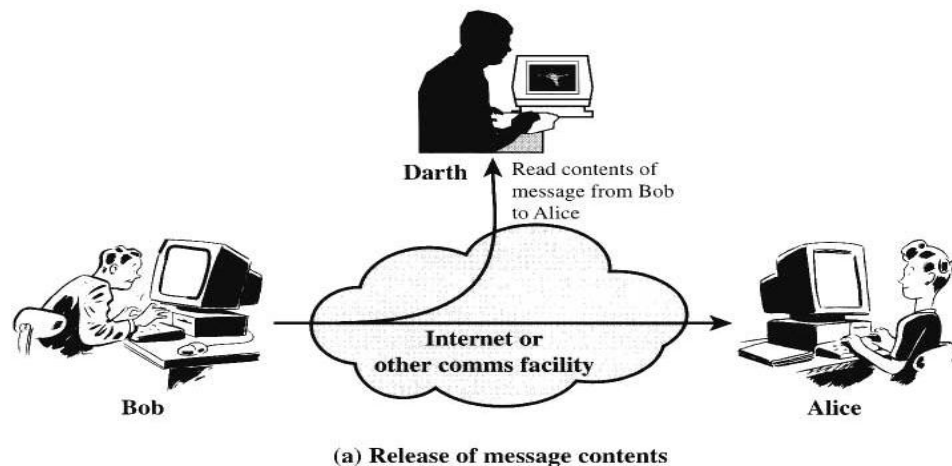 Darth
Read contents of
message from Bob
to Alice
Internet or
other comms facility
Bob
Alice
(a) Release of message contents